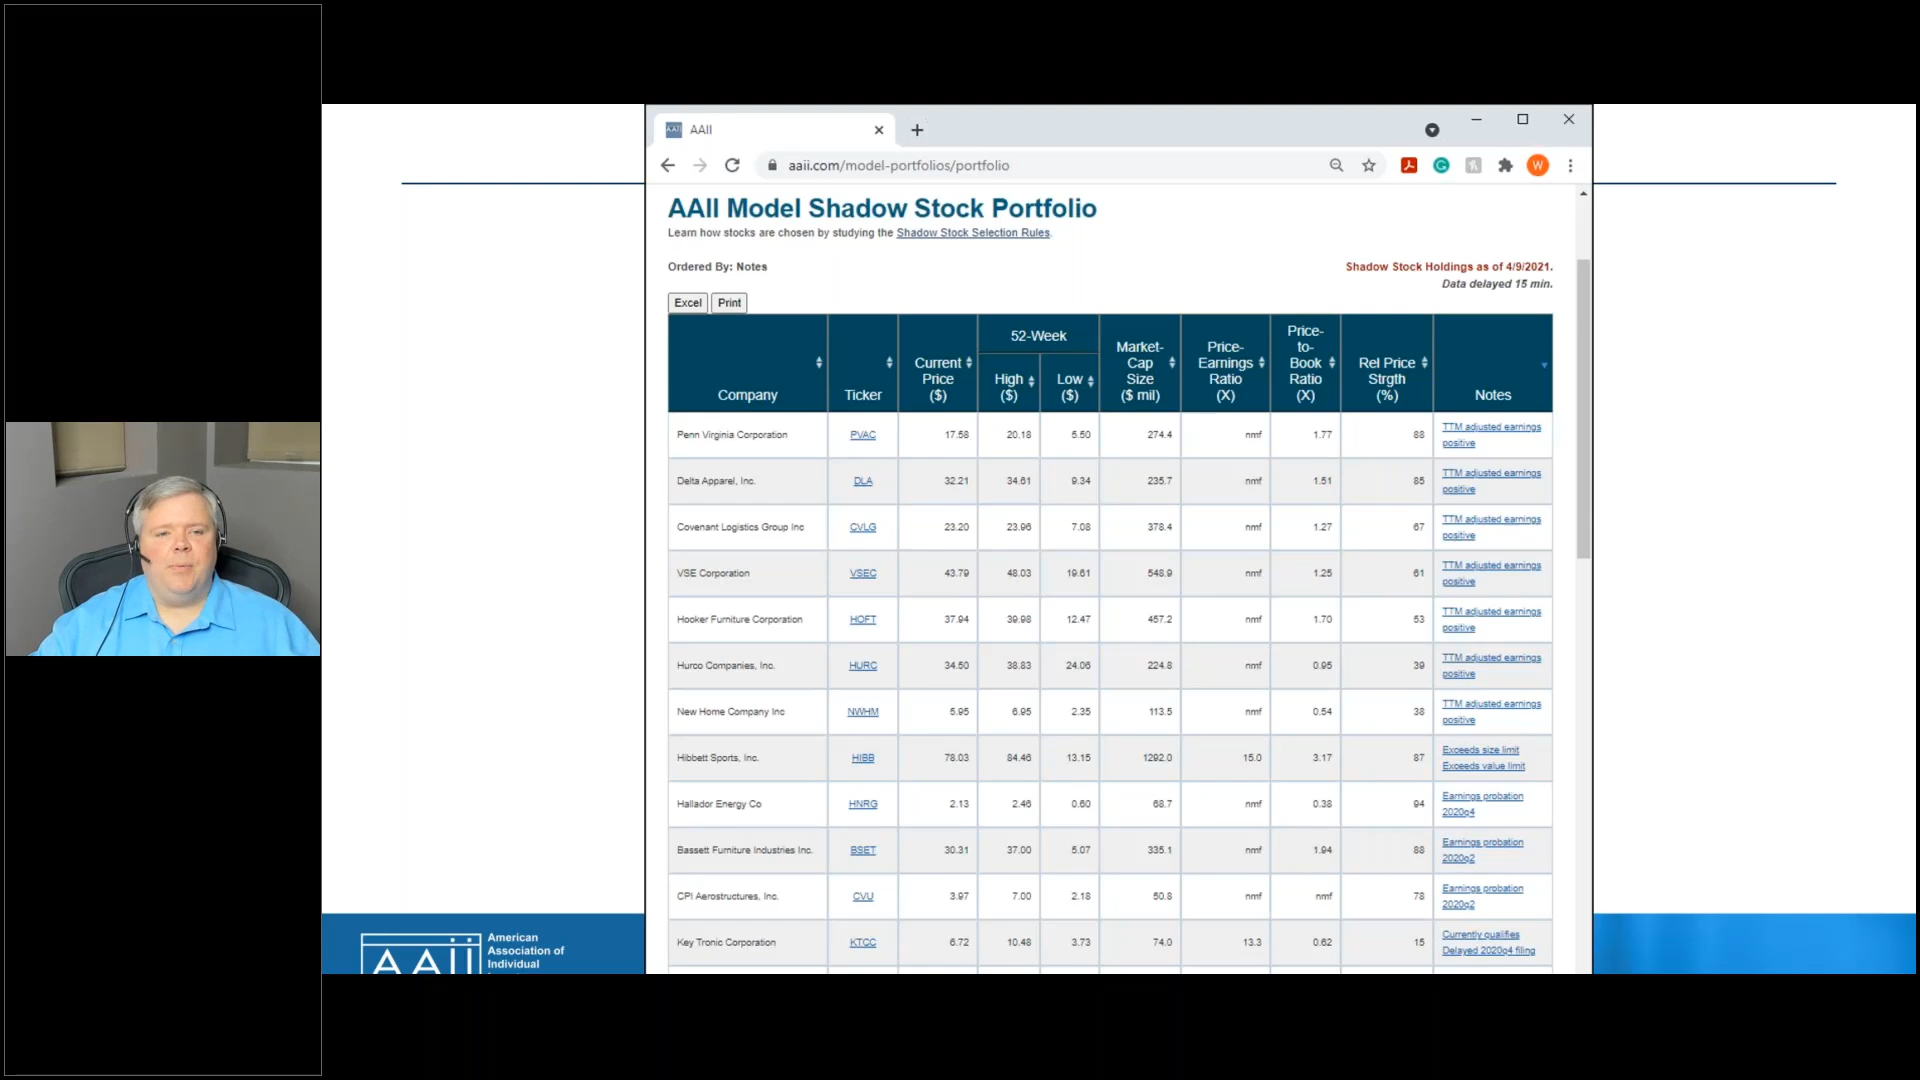 AAII
aaii.com/model-portfolios/portfolio
W
AAII Model Shadow Stock Portfolio
Learn how stocks are chosen by studying the Shadow Stock Selection Rules.
Ordered By: Notes
Shadow Stock Holdings as of 4/9/2021.
Data delayed 15 min.
Excel Print
Company Ticker Current Price ($) 52-Week High ($) Low ($) Market-Cap Size ($ mil) Price-Earnings Ratio (X) Price-to-Book Ratio (X) Rel Price Strgth (%) Notes
Penn Virginia Corporation PVAC 17.58 20.18 5.50 274.4 nmf 1.77 88 TTM adjusted earnings positive
Delta Apparel, Inc. DLA 32.21 34.61 9.34 235.7 nmf 1.51 85 TTM adjusted earnings positive
Covenant Logistics Group Inc CVLG 23.20 23.96 7.08 378.4 nmf 1.27 67 TTM adjusted earnings positive
VSE Corporation VSEC 43.79 48.03 19.61 548.9 nmf 1.25 61 TTM adjusted earnings positive
Hooker Furniture Corporation HOFT 37.94 39.98 12.47 457.2 nmf 1.70 53 TTM adjusted earnings positive
Hurco Companies, Inc. HURC 34.50 38.83 24.06 224.8 nmf 0.95 39 TTM adjusted earnings positive
New Home Company Inc NWHM 5.95 6.95 2.35 113.5 nmf 0.54 38 TTM adjusted earnings positive
Hibbett Sports, Inc. HIBB 78.03 84.46 13.15 1292.0 15.0 3.17 87 Exceeds size limit Exceeds value limit
Hallador Energy Co HNRG 2.13 2.46 0.60 68.7 nmf 0.38 94 Earnings probation 2020q4
Bassett Furniture Industries Inc. BSET 30.31 37.00 5.07 335.1 nmf 1.94 88 Earnings probation 2020q2
CPI Aerostructures, Inc. CVU 3.97 7.00 2.18 50.8 nmf nmf 78 Earnings probation 2020q2
Key Tronic Corporation KTCC 6.72 10.48 3.73 74.0 13.3 0.62 15 Currently qualifies Delayed 2020q4 filing
AAII
American
Association of
Individual